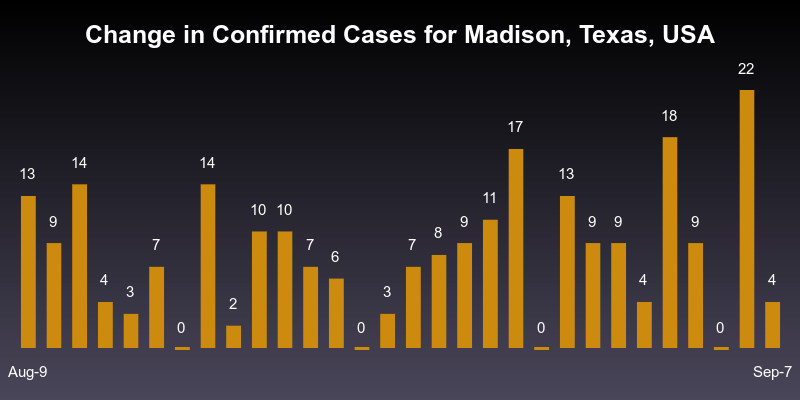 Change in Confirmed Cases for Madison, Texas, USA
13 9 14 4 3 7 0 14 2 10 10 7 6 0 3 7 8 9 11 17 0 13 9 9 4 18 9 0 22 4
Aug-9 Sep-7